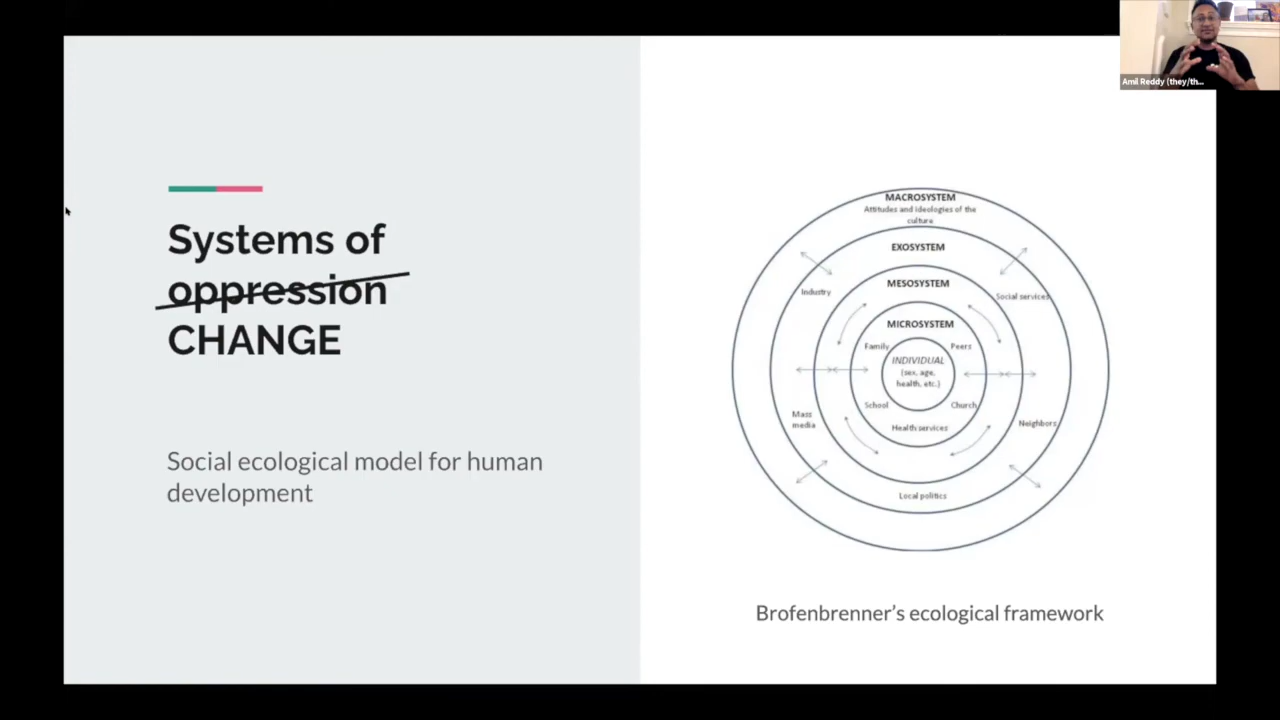 Amil Reddy (they/th...
Systems of
oppression
CHANGE
Social ecological model for human
development
MACROSYSTEM
Attitudes and ideologies of the
culture
EXOSYSTEM
MESOSYSTEM
Industry
Social services
MICROSYSTEM
Family
Peers
INDIVIDUAL
(sex, age,
health, etc.)
School
Church
Mass
media
Health services
Neighbors
Local politics
Brofenbrenner’s ecological framework